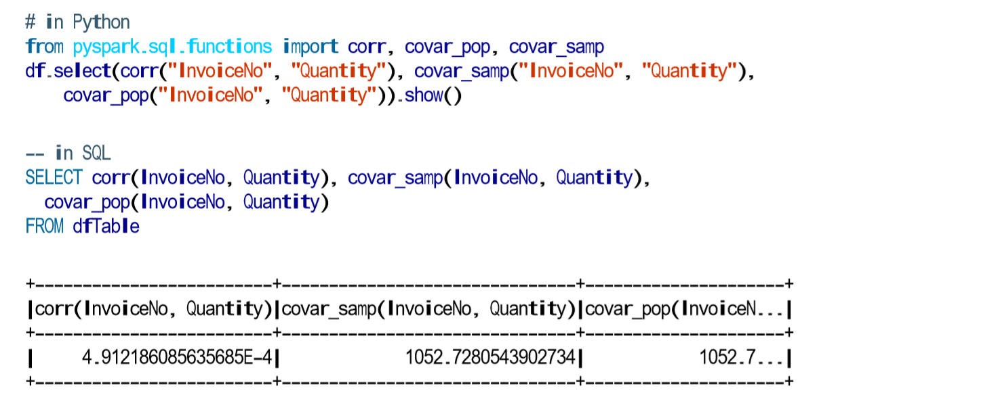 # in Python
from pyspark.sql.functions import corr, covar_pop, covar_samp
df.select(corr("InvoiceNo", "Quantity"), covar_samp("InvoiceNo", "Quantity"),
    covar_pop("InvoiceNo", "Quantity")).show()
-- in SQL
SELECT corr(InvoiceNo, Quantity), covar_samp(InvoiceNo, Quantity),
  covar_pop(InvoiceNo, Quantity)
FROM dfTable
+-------------------------+-------------------------------+---------------------+
|corr(InvoiceNo, Quantity)|covar_samp(InvoiceNo, Quantity)|covar_pop(InvoiceN...|
+-------------------------+-------------------------------+---------------------+
|     4.912186085635685E-4|             1052.7280543902734|            1052.7...|
+-------------------------+-------------------------------+---------------------+